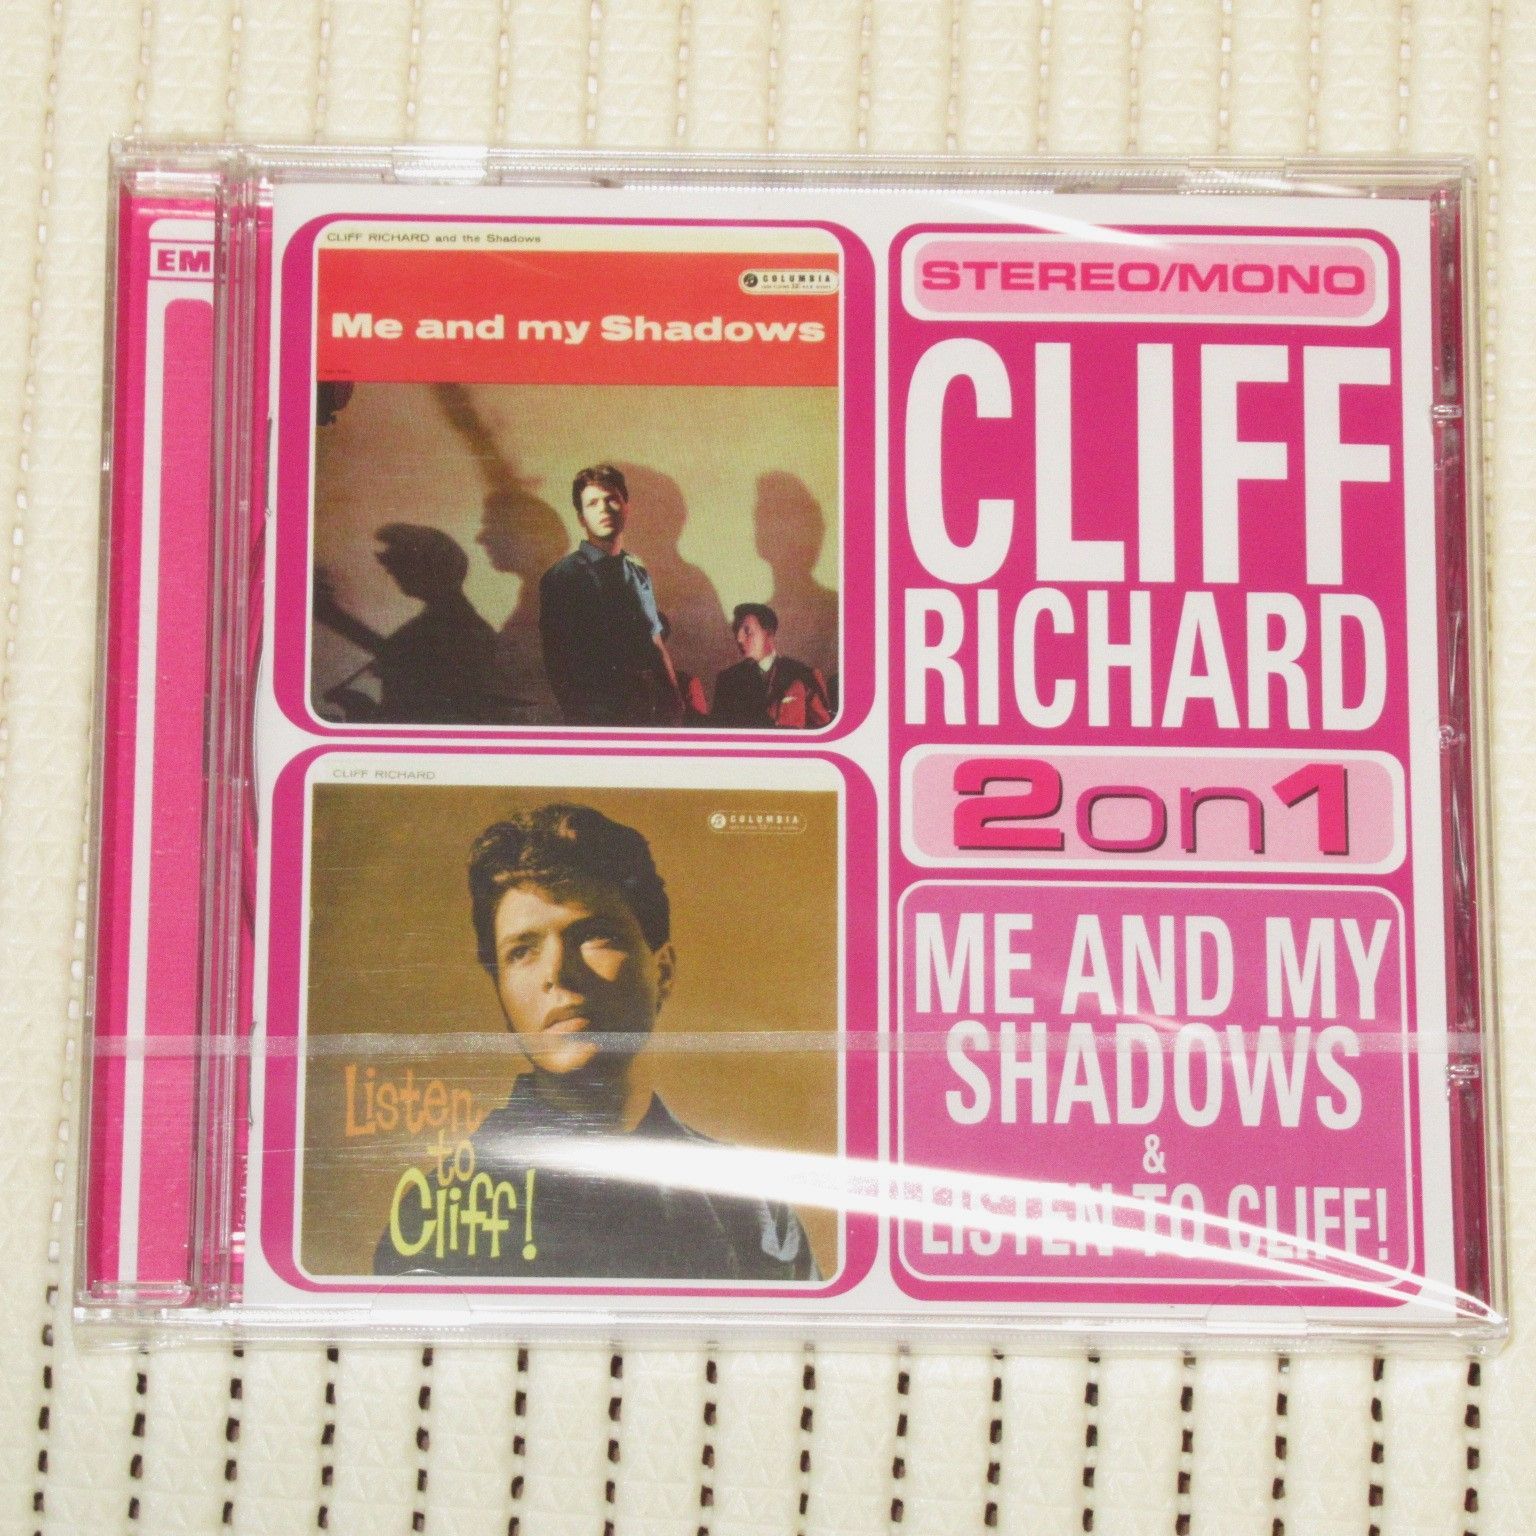 EMI
CLIFF RICHARD and the Shadows
COLUMBIA
Me and my Shadows
CLIFF RICHARD
COLUMBIA
Listen
to
Cliff!
STEREO/MONO
CLIFF
RICHARD
2on1
ME AND MY
SHADOWS
&
LISTEN TO CLIFF!